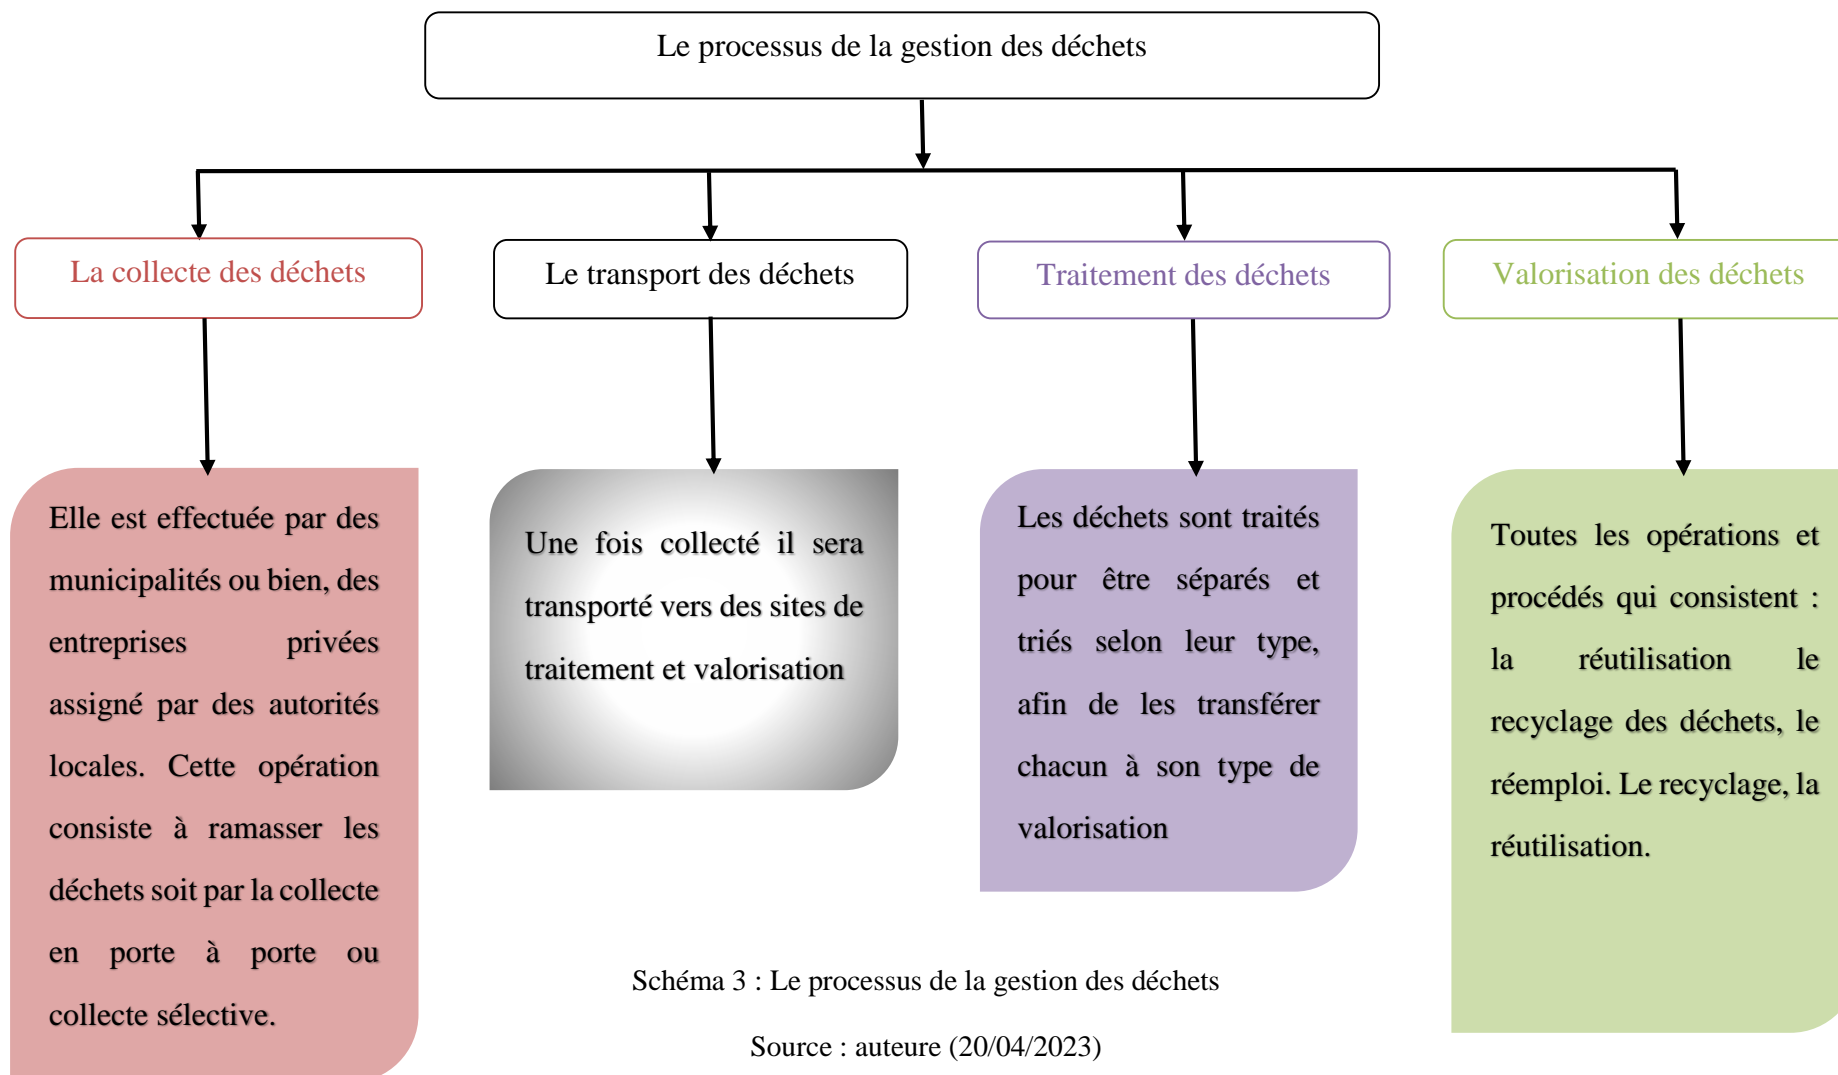 Le processus de la gestion des déchets
La collecte des déchets
Le transport des déchets
Traitement des déchets
Valorisation des déchets
Elle est effectuée par des
municipalités ou bien, des
entreprises privées
assigné par des autorités
locales. Cette opération
consiste à ramasser les
déchets soit par la collecte
en porte à porte ou
collecte sélective.
Une fois collecté il sera
transporté vers des sites de
traitement et valorisation
Les déchets sont traités
pour être séparés et
triés selon leur type,
afin de les transférer
chacun à son type de
valorisation
Toutes les opérations et
procédés qui consistent :
la réutilisation le
recyclage des déchets, le
réemploi. Le recyclage, la
réutilisation.
Schéma 3 : Le processus de la gestion des déchets
Source : auteure (20/04/2023)